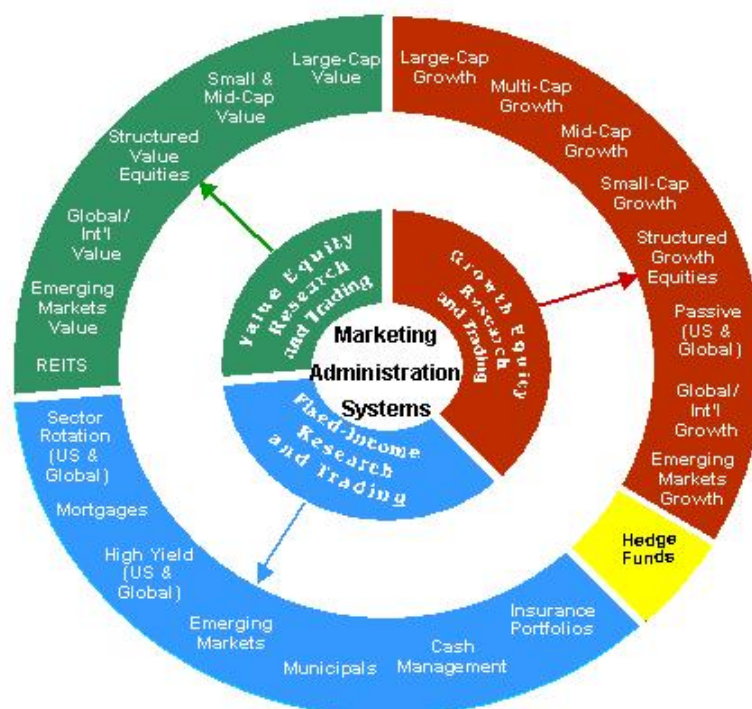 Large-Cap
Value
Small &
Mid-Cap
Value
Structured
Value
Equities
Global/
Int'l
Value
Emerging
Markets
Value
REITS
Large-Cap
Growth
Multi-Cap
Growth
Mid-Cap
Growth
Small-Cap
Growth
Structured
Growth
Equities
Passive
(US &
Global)
Global/
Int'l
Growth
Emerging
Markets
Growth
Hedge
Funds
Insurance
Portfolios
Cash
Management
Municipals
Emerging
Markets
High Yield
(US &
Global)
Mortgages
Sector
Rotation
(US &
Global)
Value Equity
Research
and Trading
Growth Equity
Research
and Trading
Fixed-Income
Research
and Trading
Marketing
Administration
Systems